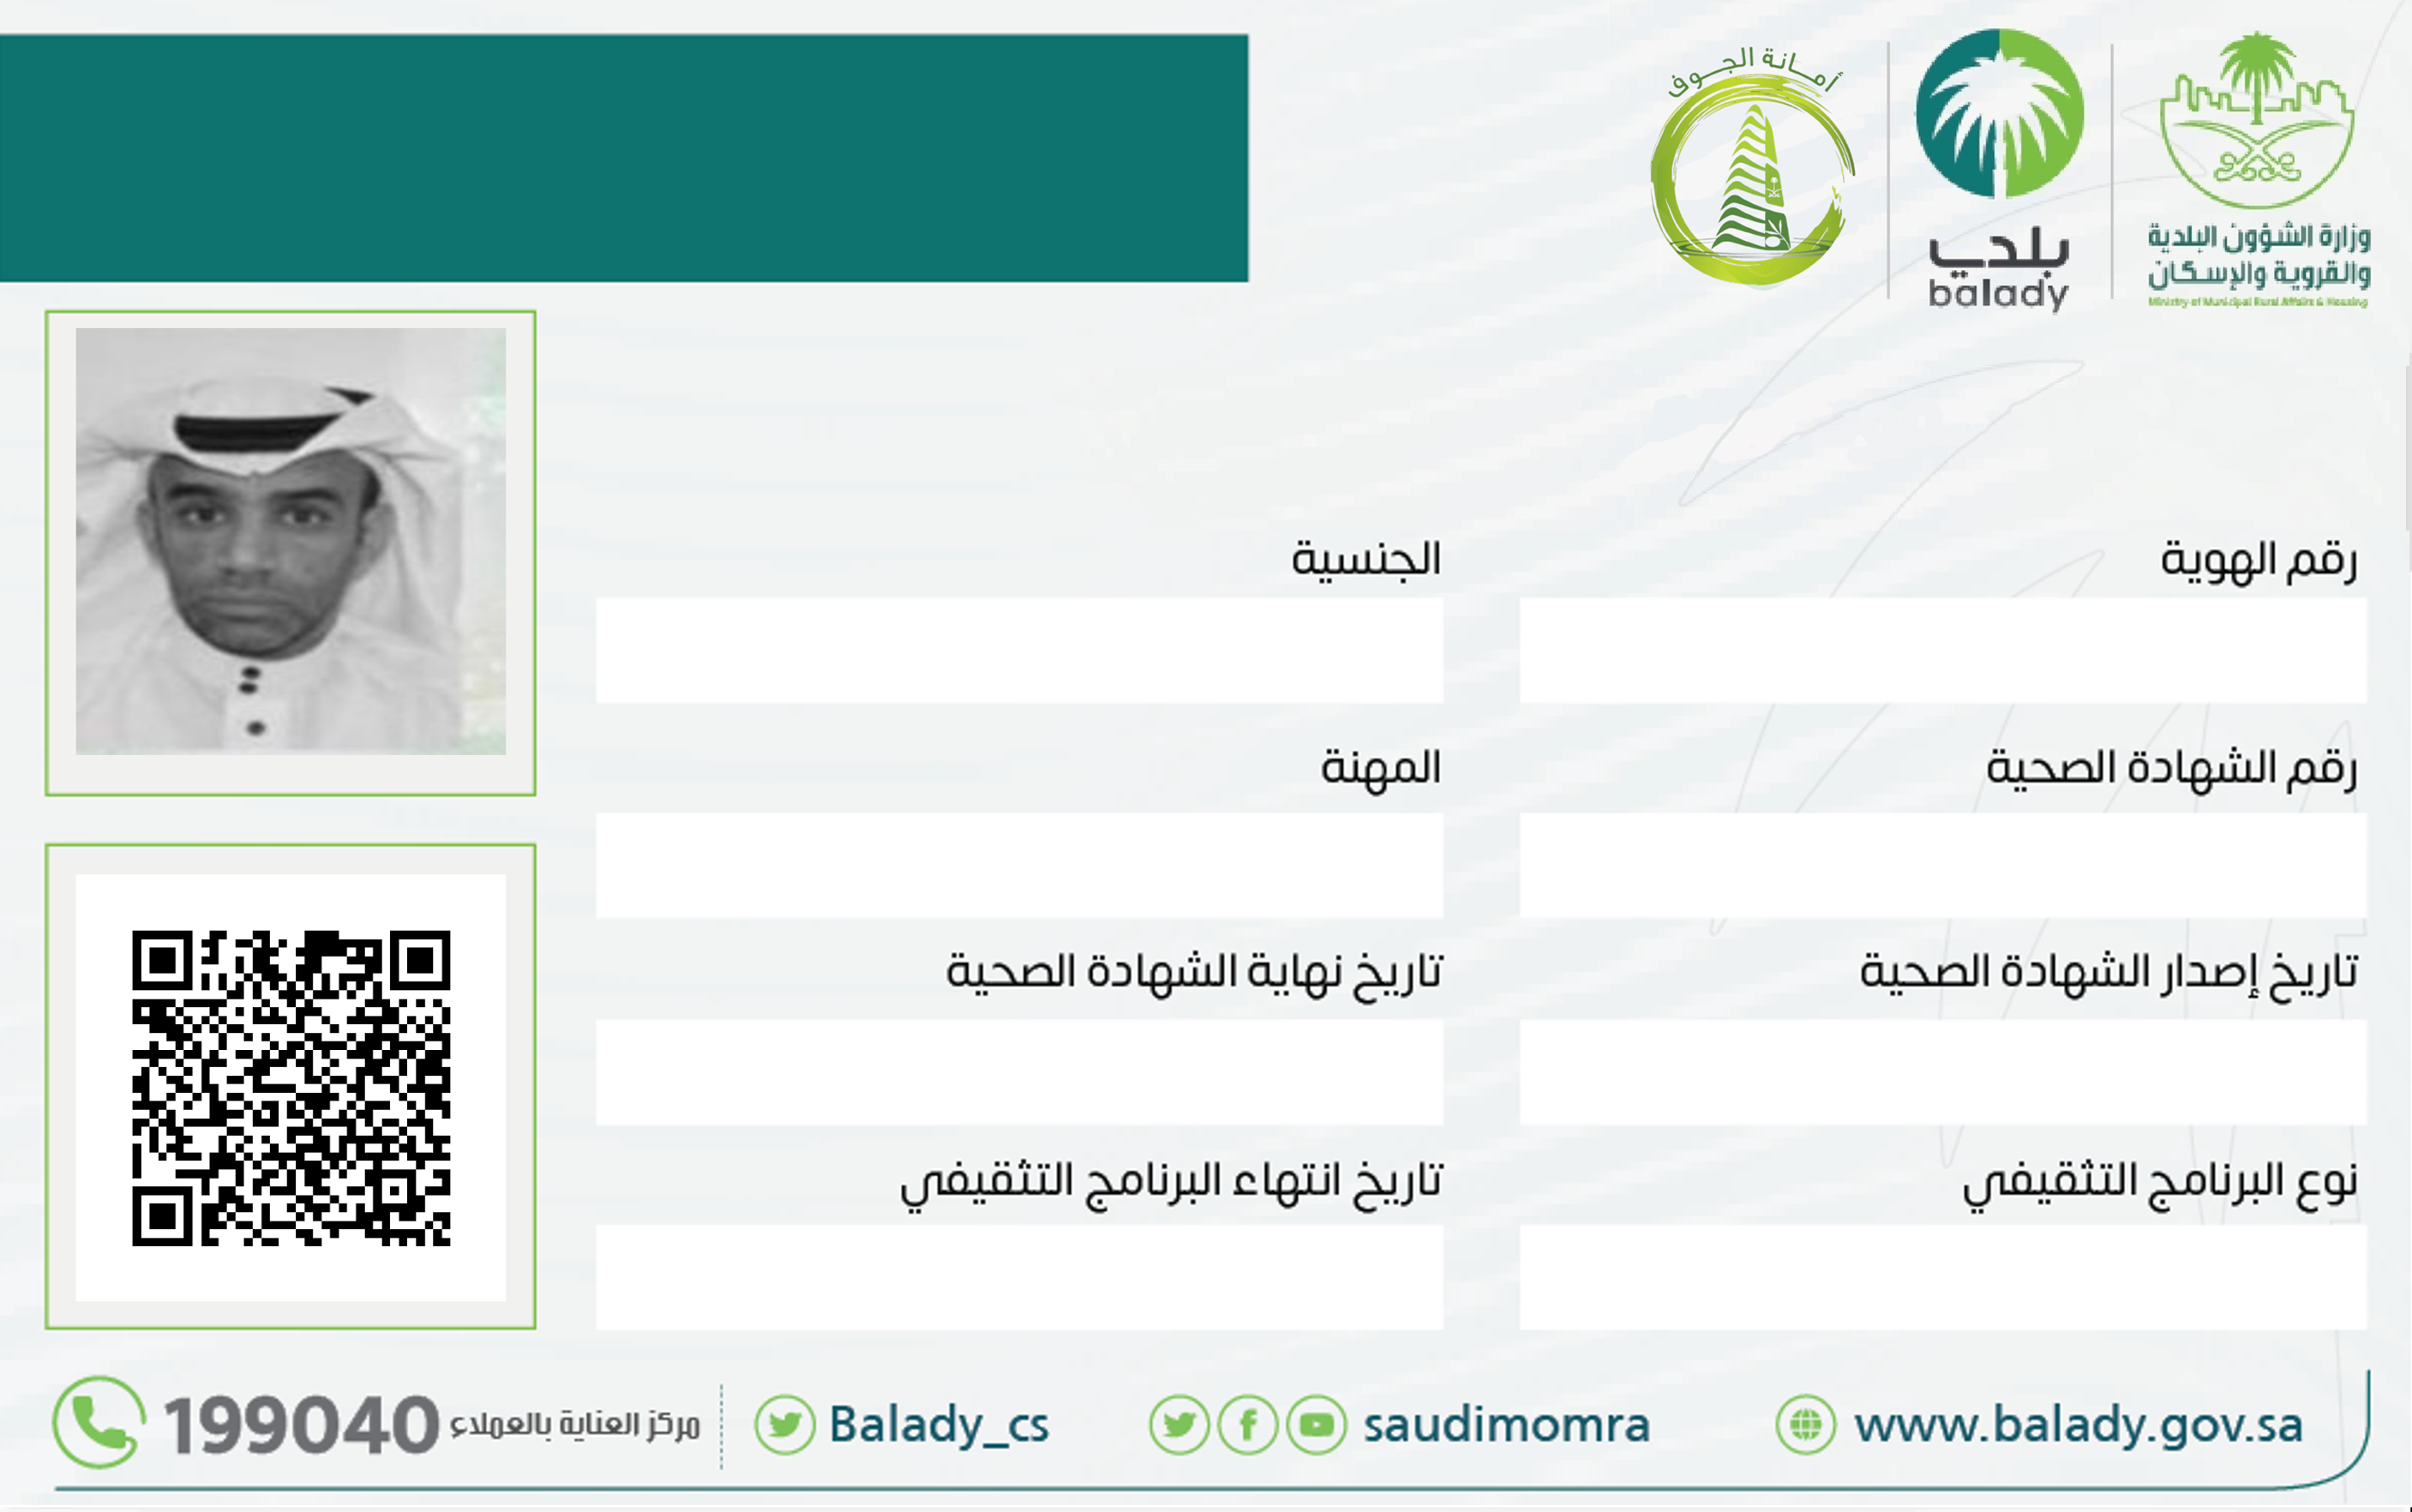 أمانة الجوف
بلدي
balady
وزارة الشؤون البلدية
والقروية والإسكان
Ministry of Municipal Rural Affairs & Housing
رقم الهوية
الجنسية
رقم الشهادة الصحية
المهنة
تاريخ إصدار الشهادة الصحية
تاريخ نهاية الشهادة الصحية
نوع البرنامج التثقيفي
تاريخ انتهاء البرنامج التثقيفي
199040 مركز العناية بالعملاء
Balady_cs
saudimomra
www.balady.gov.sa